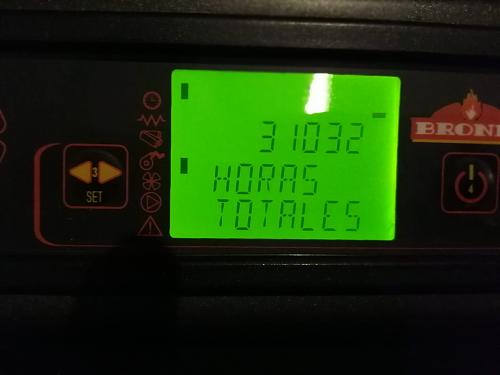 31032
HORAS
TOTALES
3
SET
BRON
4